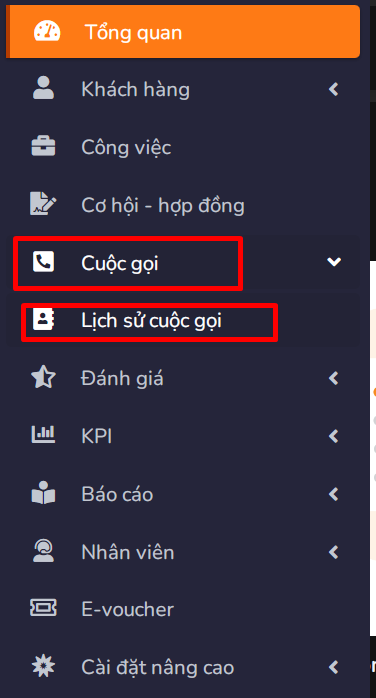 Tổng quan
Khách hàng
Công việc
Cơ hội - hợp đồng
Cuộc gọi
Lịch sử cuộc gọi
Đánh giá
KPI
Báo cáo
Nhân viên
E-voucher
Cài đặt nâng cao